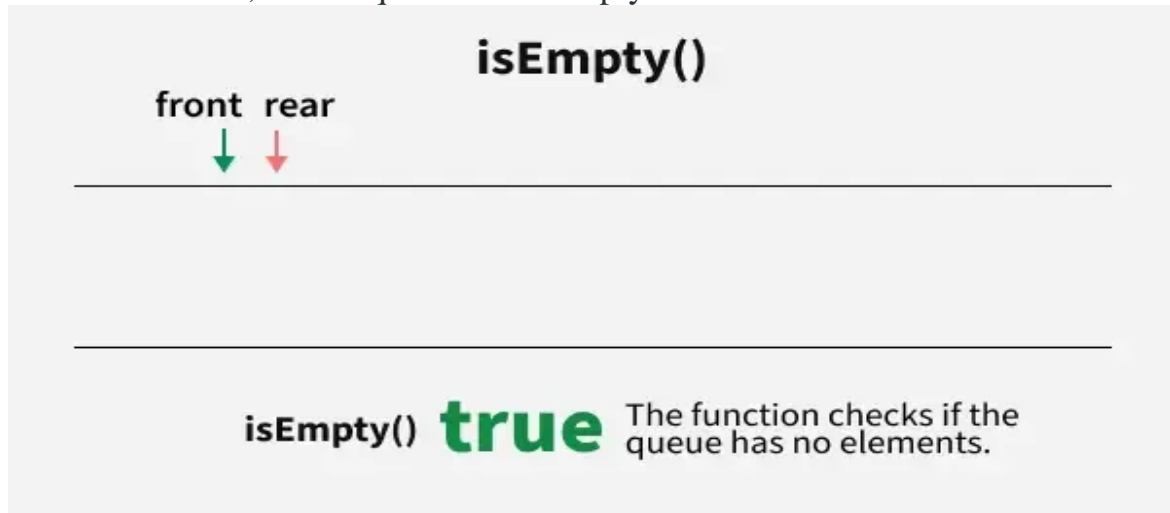 isEmpty()
front rear
isEmpty() true The function checks if the
queue has no elements.